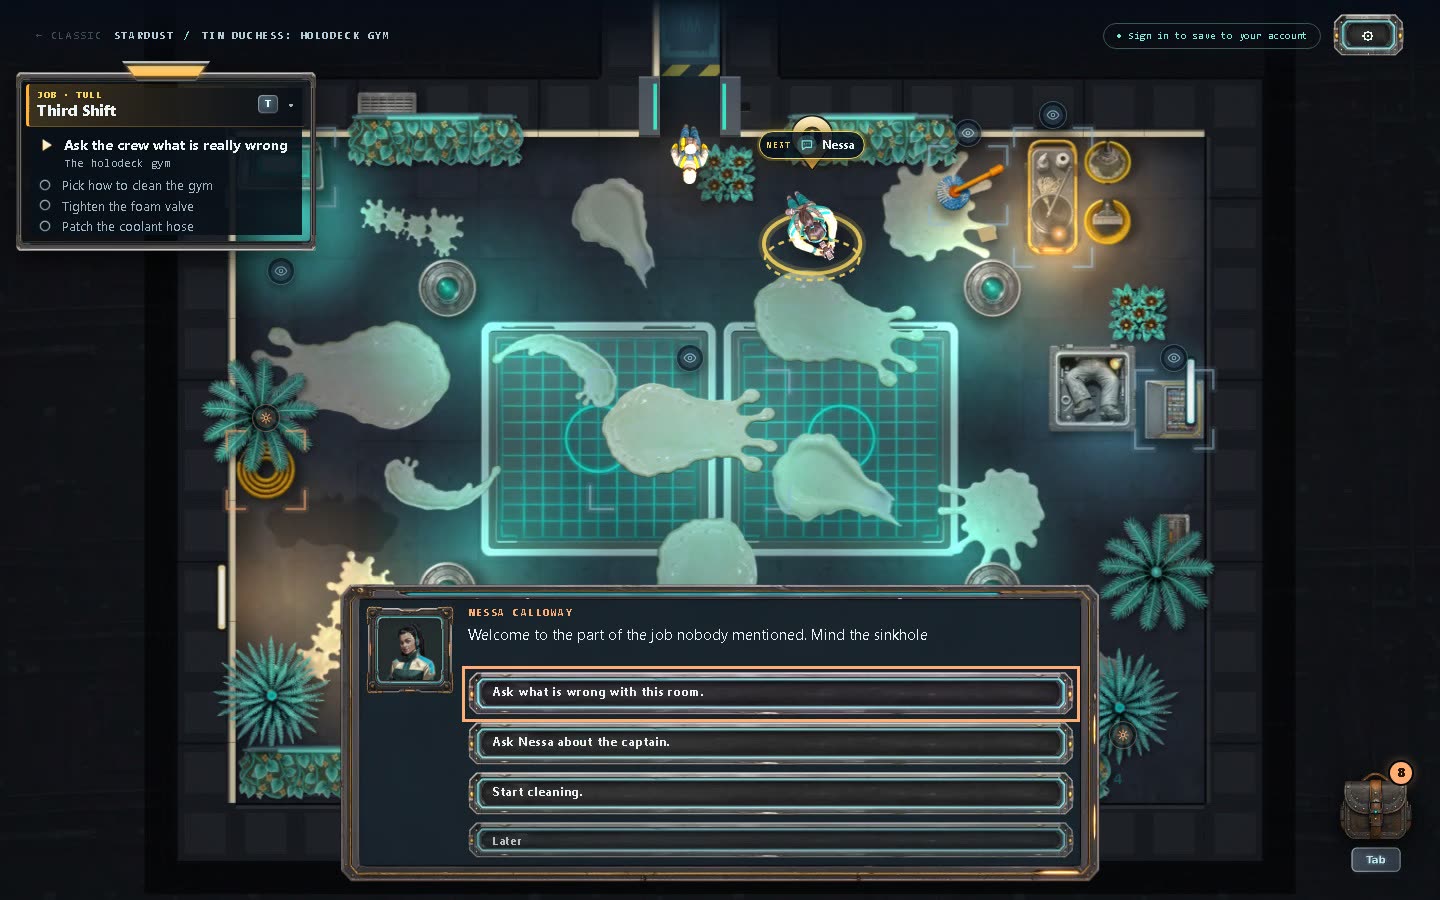 ← CLASSIC STARDUST / TIN DUCHESS: HOLODECK GYM
• Sign in to save to your account
JOB · TULL
Third Shift
T
Ask the crew what is really wrong
The holodeck gym
Pick how to clean the gym
Tighten the foam valve
Patch the coolant hose
NEXT Nessa
NESSA CALLOWAY
Welcome to the part of the job nobody mentioned. Mind the sinkhole
Ask what is wrong with this room.
Ask Nessa about the captain.
Start cleaning.
Later
4
8
Tab